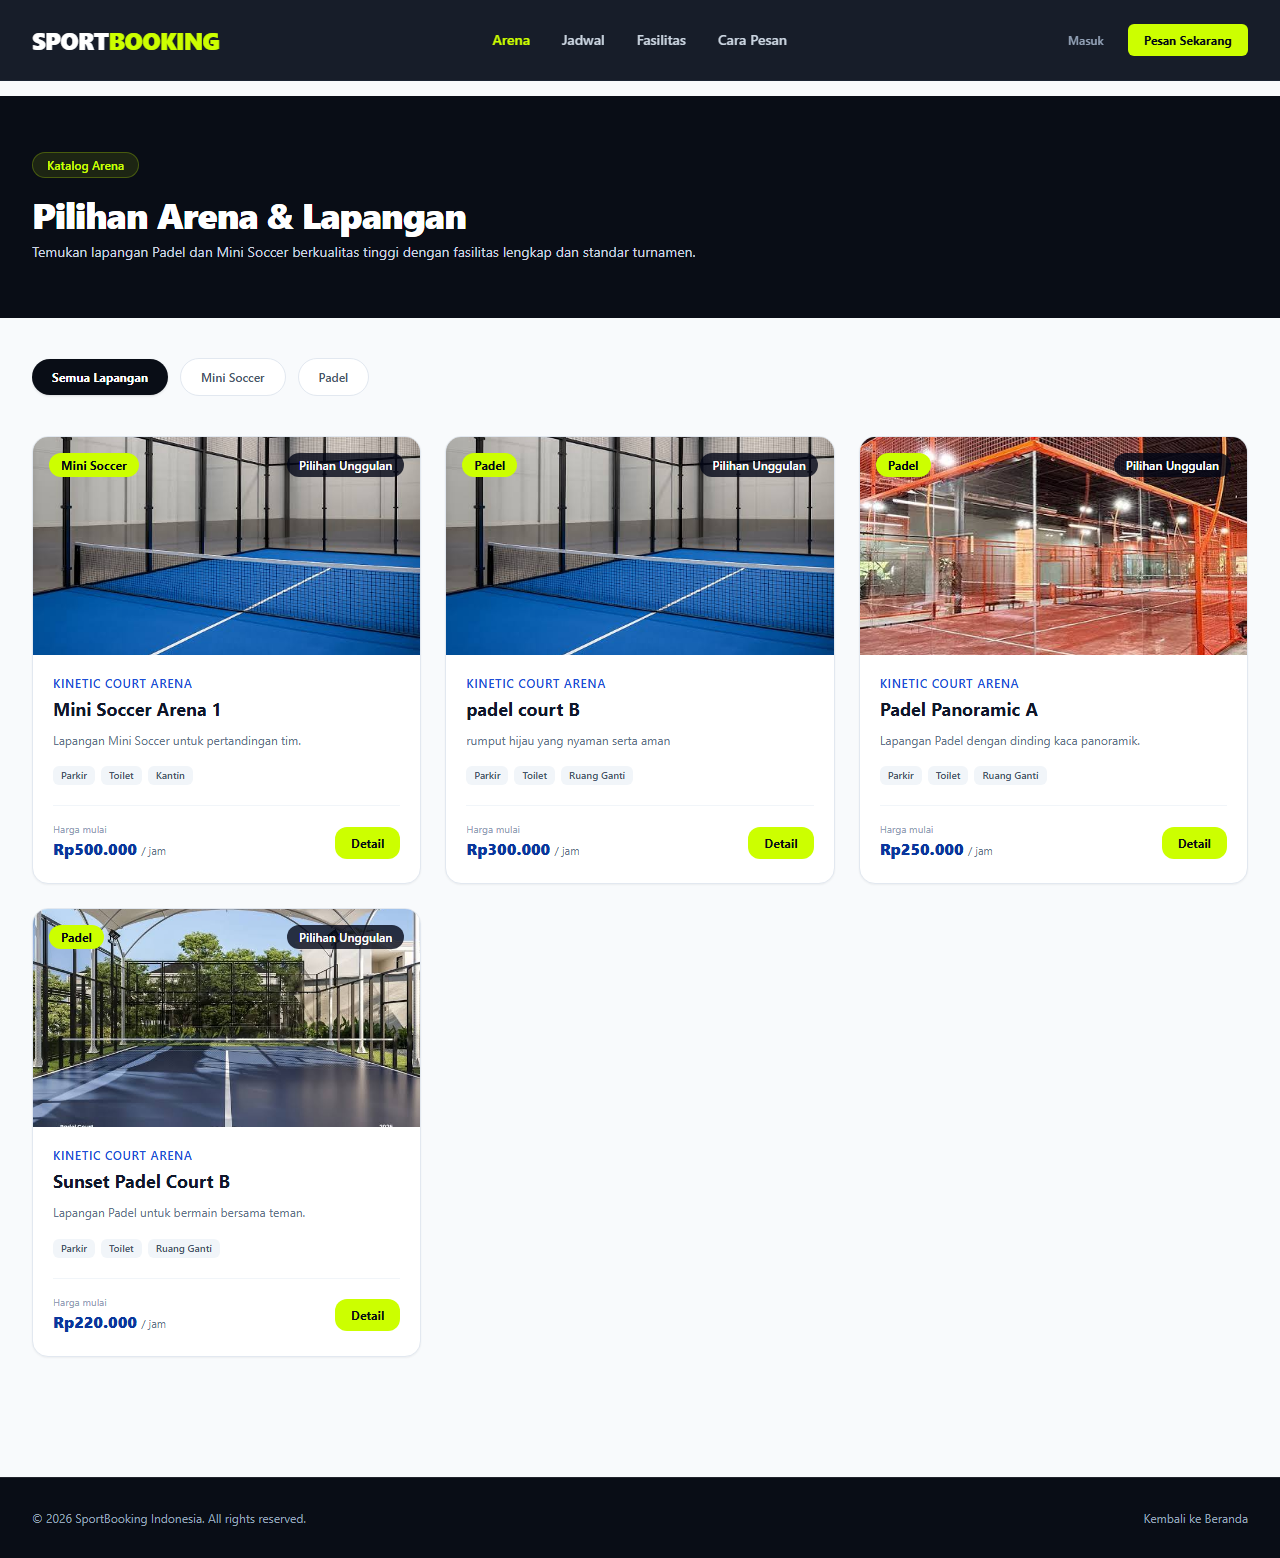 SPORTBOOKING
Arena
Jadwal
Fasilitas
Cara Pesan
Masuk
Pesan Sekarang
Katalog Arena
Pilihan Arena & Lapangan
Temukan lapangan Padel dan Mini Soccer berkualitas tinggi dengan fasilitas lengkap dan standar turnamen.
Semua Lapangan
Mini Soccer
Padel
Mini Soccer
Pilihan Unggulan
KINETIC COURT ARENA
Mini Soccer Arena 1
Lapangan Mini Soccer untuk pertandingan tim.
Parkir
Toilet
Kantin
Harga mulai
Rp500.000 / jam
Detail
Padel
Pilihan Unggulan
KINETIC COURT ARENA
padel court B
rumput hijau yang nyaman serta aman
Parkir
Toilet
Ruang Ganti
Harga mulai
Rp300.000 / jam
Detail
Padel
Pilihan Unggulan
KINETIC COURT ARENA
Padel Panoramic A
Lapangan Padel dengan dinding kaca panoramik.
Parkir
Toilet
Ruang Ganti
Harga mulai
Rp250.000 / jam
Detail
Padel
Pilihan Unggulan
KINETIC COURT ARENA
Sunset Padel Court B
Lapangan Padel untuk bermain bersama teman.
Parkir
Toilet
Ruang Ganti
Harga mulai
Rp220.000 / jam
Detail
© 2026 SportBooking Indonesia. All rights reserved.
Kembali ke Beranda